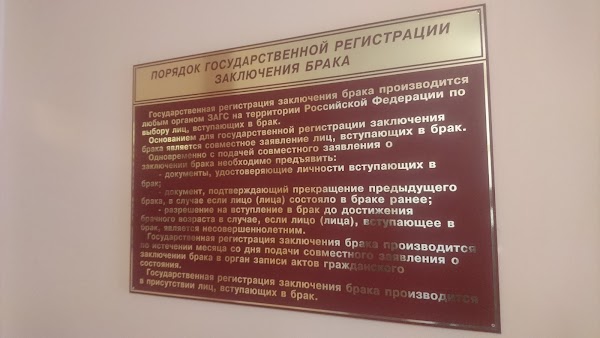 ПОРЯДОК ГОСУДАРСТВЕННОЙ РЕГИСТРАЦИИ
ЗАКЛЮЧЕНИЯ БРАКА
Государственная регистрация заключения брака производится
любым органом ЗАГС на территории Российской Федерации по
выбору лиц, вступающих в брак.
Основанием для государственной регистрации заключения
брака является совместное заявление лиц, вступающих в брак.
Одновременно с подачей совместного заявления о
заключении брака необходимо предъявить:
- документы, удостоверяющие личности вступающих в
брак;
- документ, подтверждающий прекращение предыдущего
брака, в случае если лицо (лица) состояло в браке ранее;
- разрешение на вступление в брак до достижения
брачного возраста в случае, если лицо (лица), вступающее в
брак, является несовершеннолетним.
Государственная регистрация заключения брака производится
по истечении месяца со дня подачи совместного заявления о
заключении брака в орган записи актов гражданского
состояния.
Государственная регистрация заключения брака производится
в присутствии лиц, вступающих в брак.